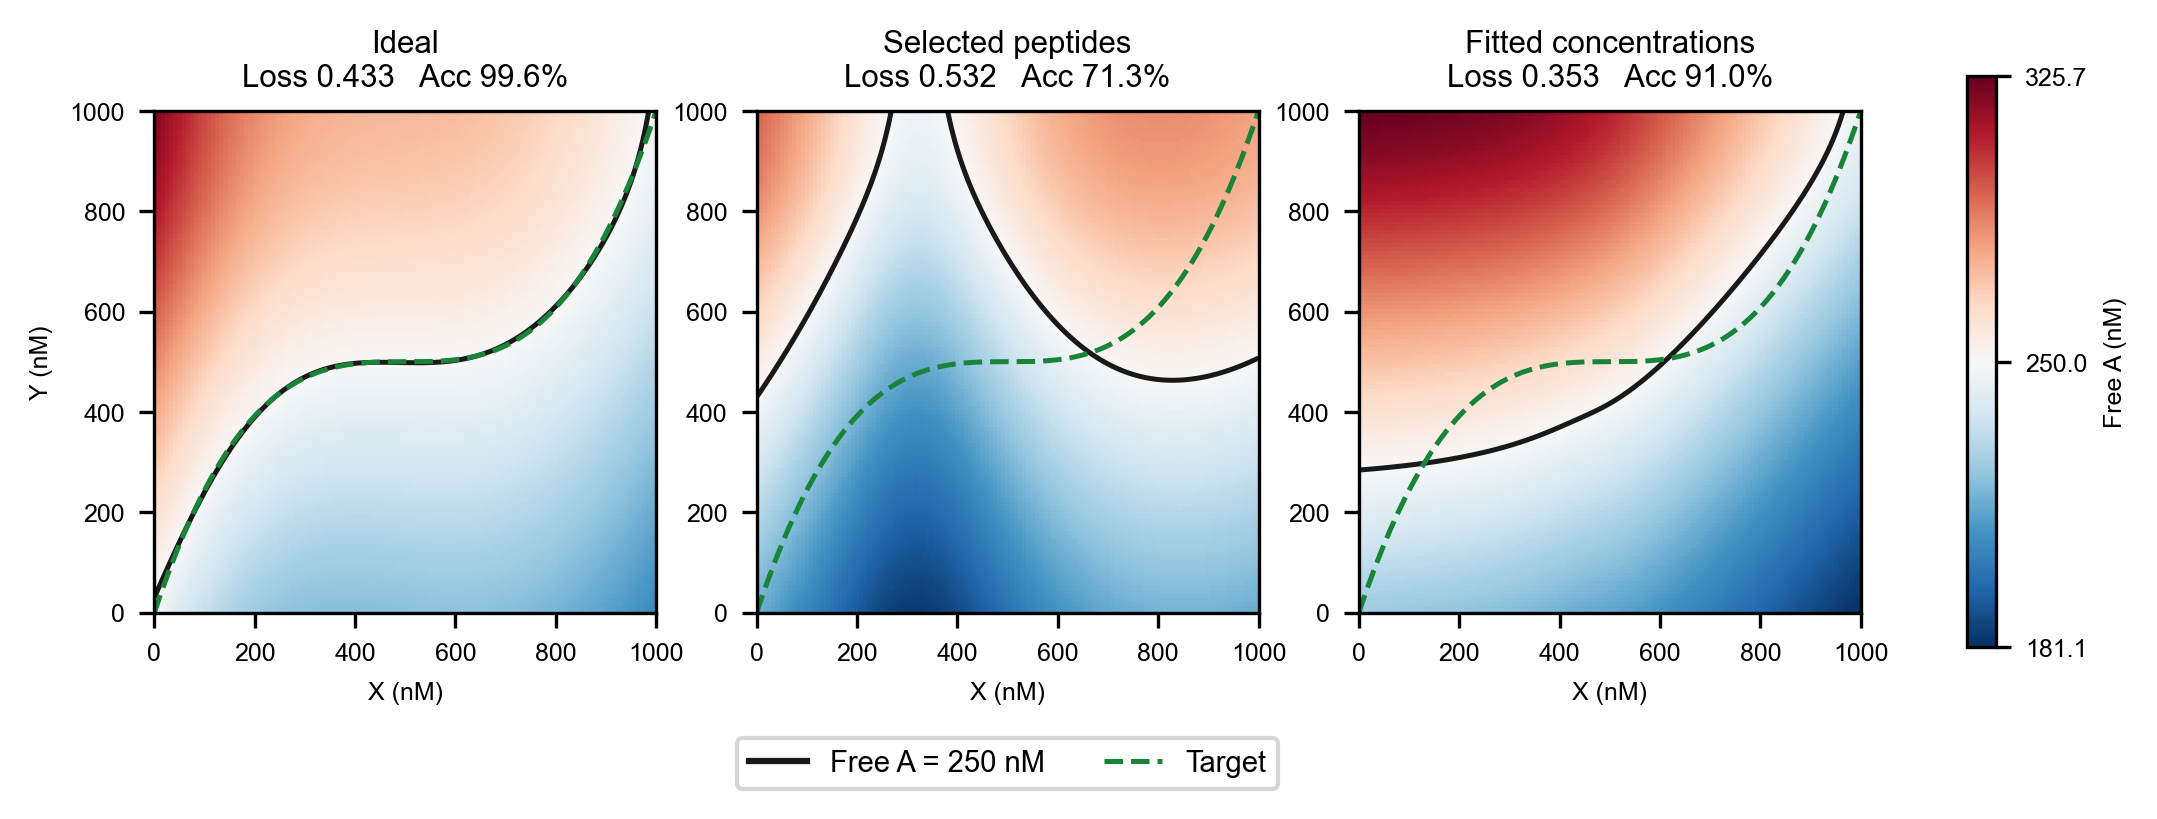 Ideal
Loss 0.433   Acc 99.6%
Selected peptides
Loss 0.532   Acc 71.3%
Fitted concentrations
Loss 0.353   Acc 91.0%
Y (nM)
1000
800
600
400
200
0
0 200 400 600 800 1000
X (nM)
1000
800
600
400
200
0
0 200 400 600 800 1000
X (nM)
1000
800
600
400
200
0
0 200 400 600 800 1000
X (nM)
325.7
250.0
181.1
Free A (nM)
Free A = 250 nM
Target